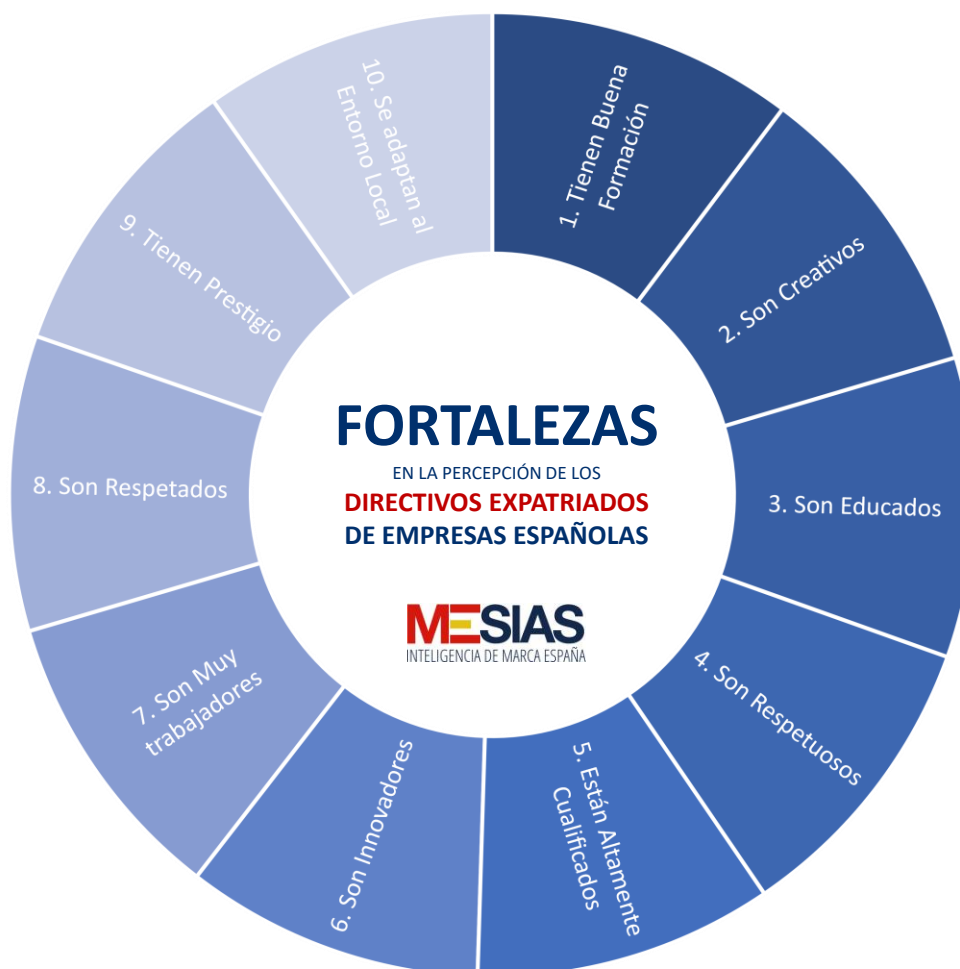 FORTALEZAS
EN LA PERCEPCIÓN DE LOS
DIRECTIVOS EXPATRIADOS
DE EMPRESAS ESPAÑOLAS
MESIAS
INTELIGENCIA DE MARCA ESPAÑA
1. Tienen Buena
Formación
2. Son Creativos
3. Son Educados
4. Son Respetuosos
5. Están Altamente
Cualificados
6. Son Innovadores
7. Son Muy
trabajadores
8. Son Respetados
9. Tienen Prestigio
10. Se adaptan al
Entorno Local